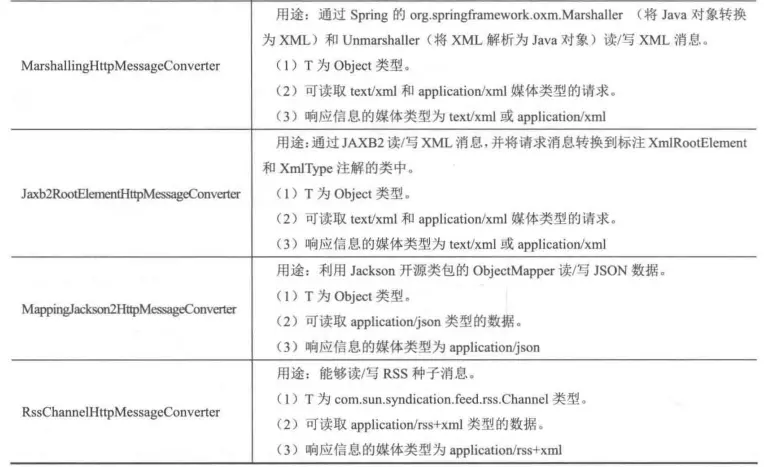 MarshallingHttpMessageConverter
用途：通过 Spring 的 org.springframework.oxm.Marshaller （将 Java 对象转换
为 XML）和 Unmarshaller（将 XML 解析为 Java 对象）读/写 XML 消息。
（1）T 为 Object 类型。
（2）可读取 text/xml 和 application/xml 媒体类型的请求。
（3）响应信息的媒体类型为 text/xml 或 application/xml
Jaxb2RootElementHttpMessageConverter
用途：通过 JAXB2 读/写 XML 消息，并将请求消息转换到标注 XmlRootElement
和 XmlType 注解的类中。
（1）T 为 Object 类型。
（2）可读取 text/xml 和 application/xml 媒体类型的请求。
（3）响应信息的媒体类型为 text/xml 或 application/xml
MappingJackson2HttpMessageConverter
用途：利用 Jackson 开源类包的 ObjectMapper 读/写 JSON 数据。
（1）T 为 Object 类型。
（2）可读取 application/json 类型的数据。
（3）响应信息的媒体类型为 application/json
RssChannelHttpMessageConverter
用途：能够读/写 RSS 种子消息。
（1）T 为 com.sun.syndication.feed.rss.Channel 类型。
（2）可读取 application/rss+xml 类型的数据。
（3）响应信息的媒体类型为 application/rss+xml